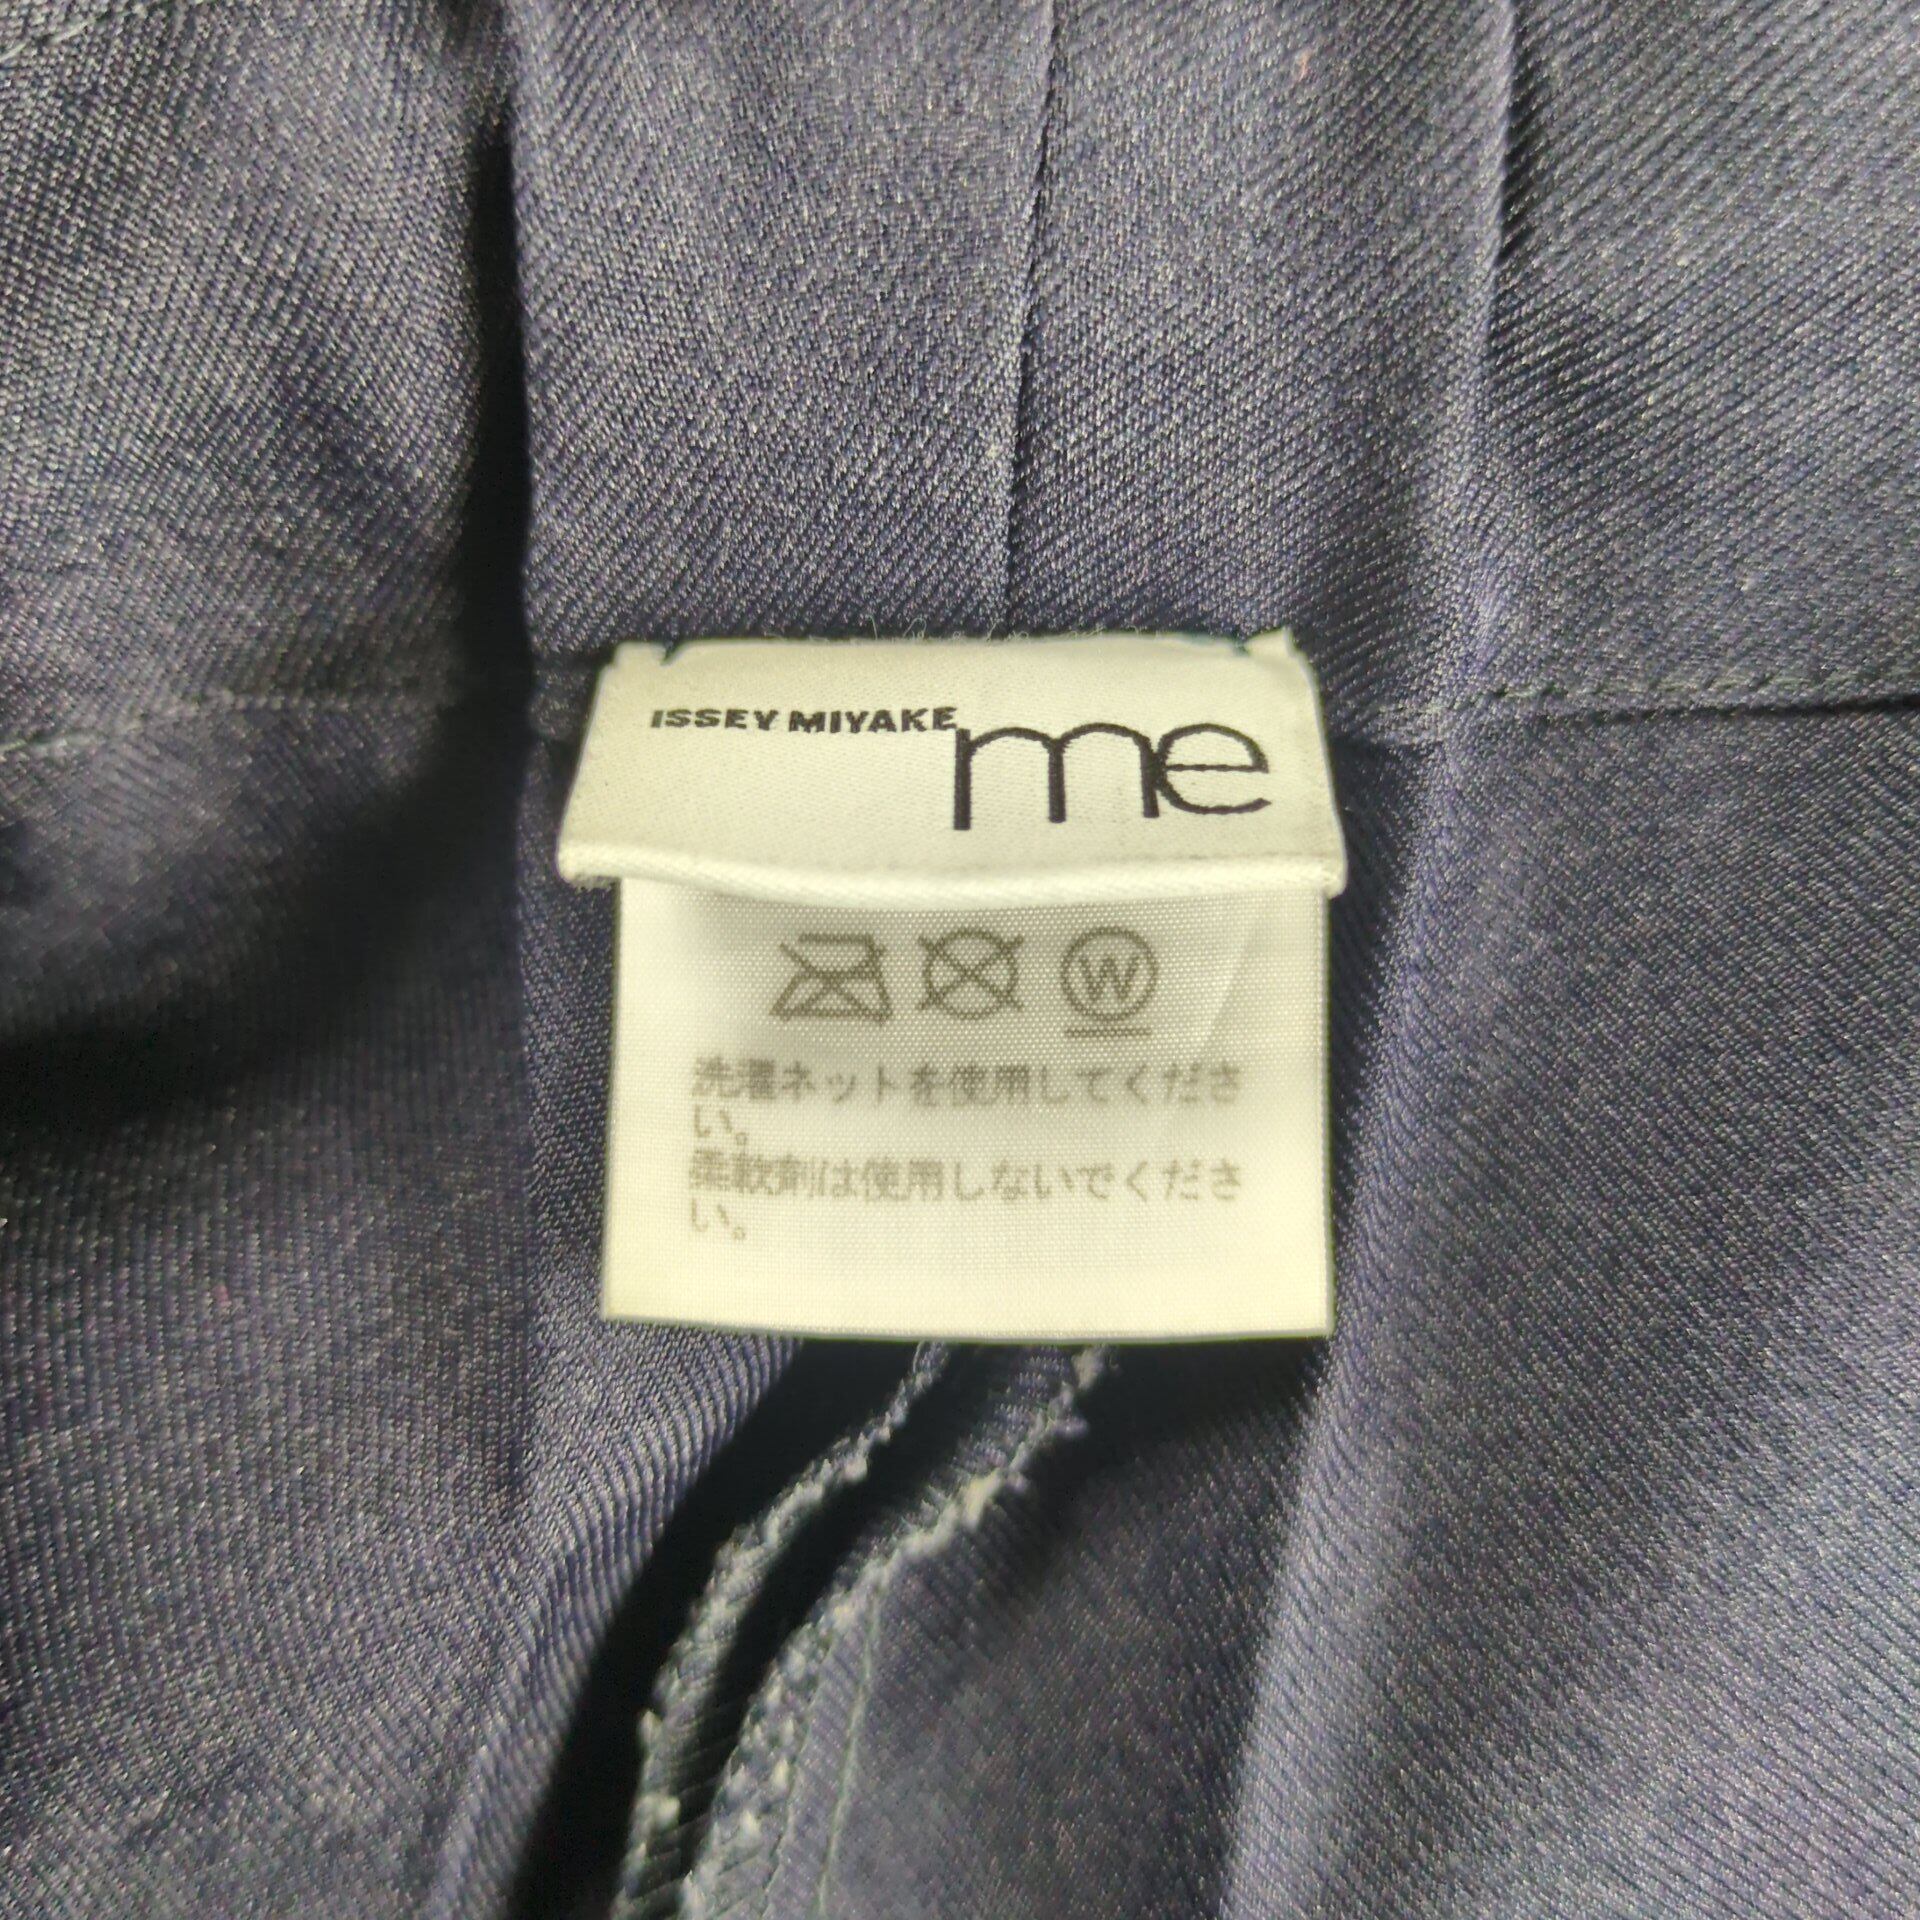 ISSEY MIYAKE me
W
洗濯ネットを使用してくださ
い。
柔軟剤は使用しないでくださ
い。